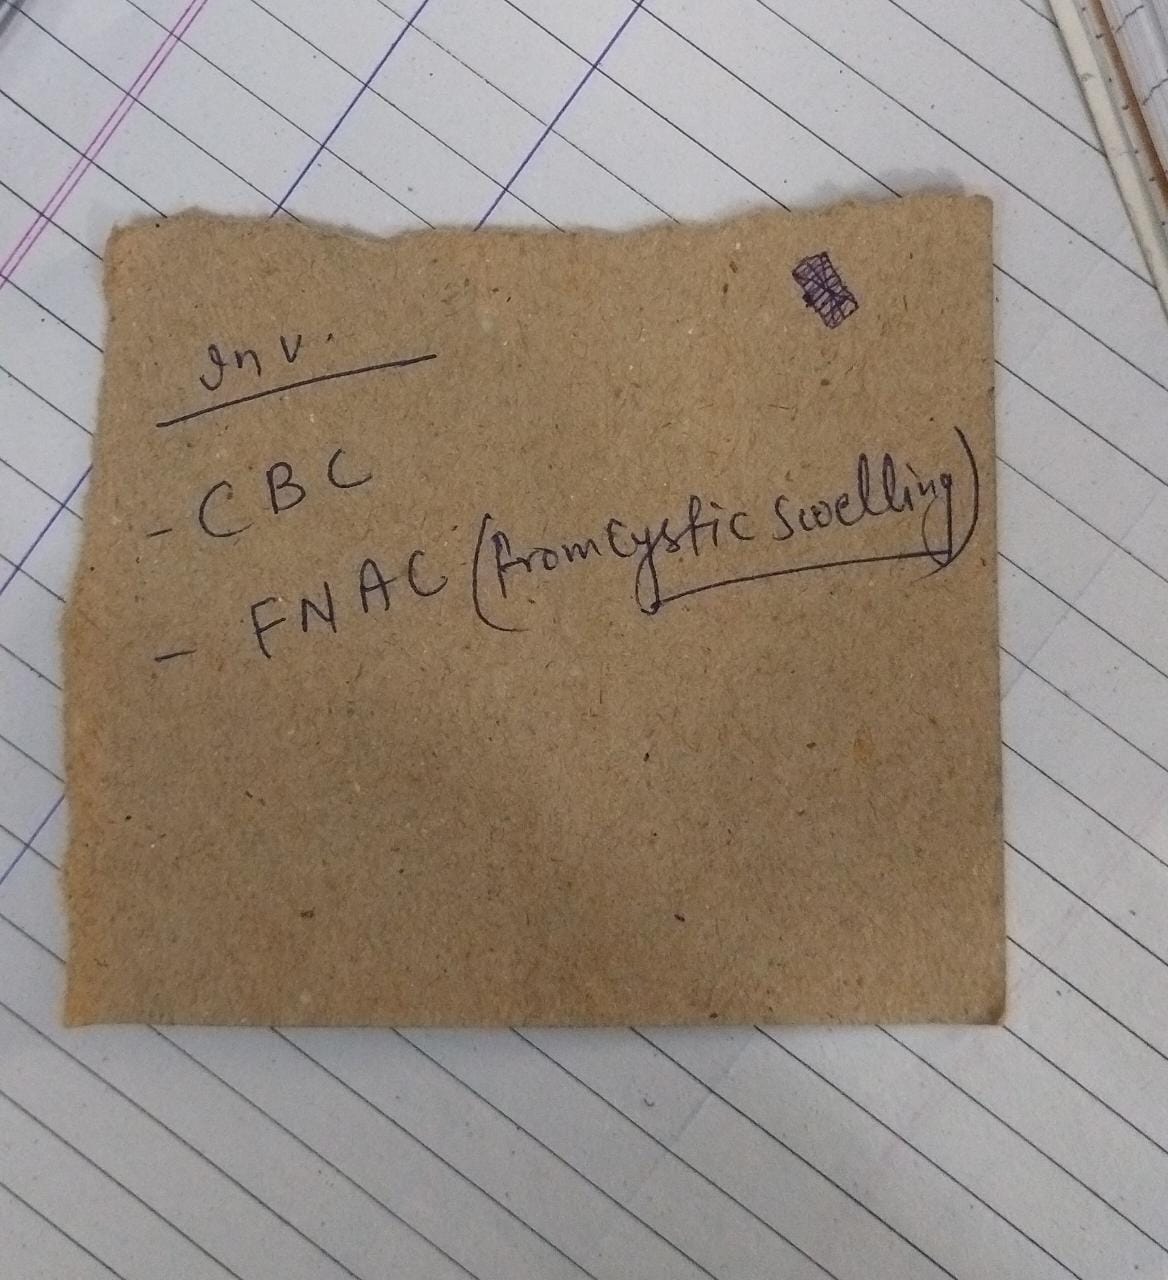 Inv.
- CBC
- FNAC (from cystic swelling)